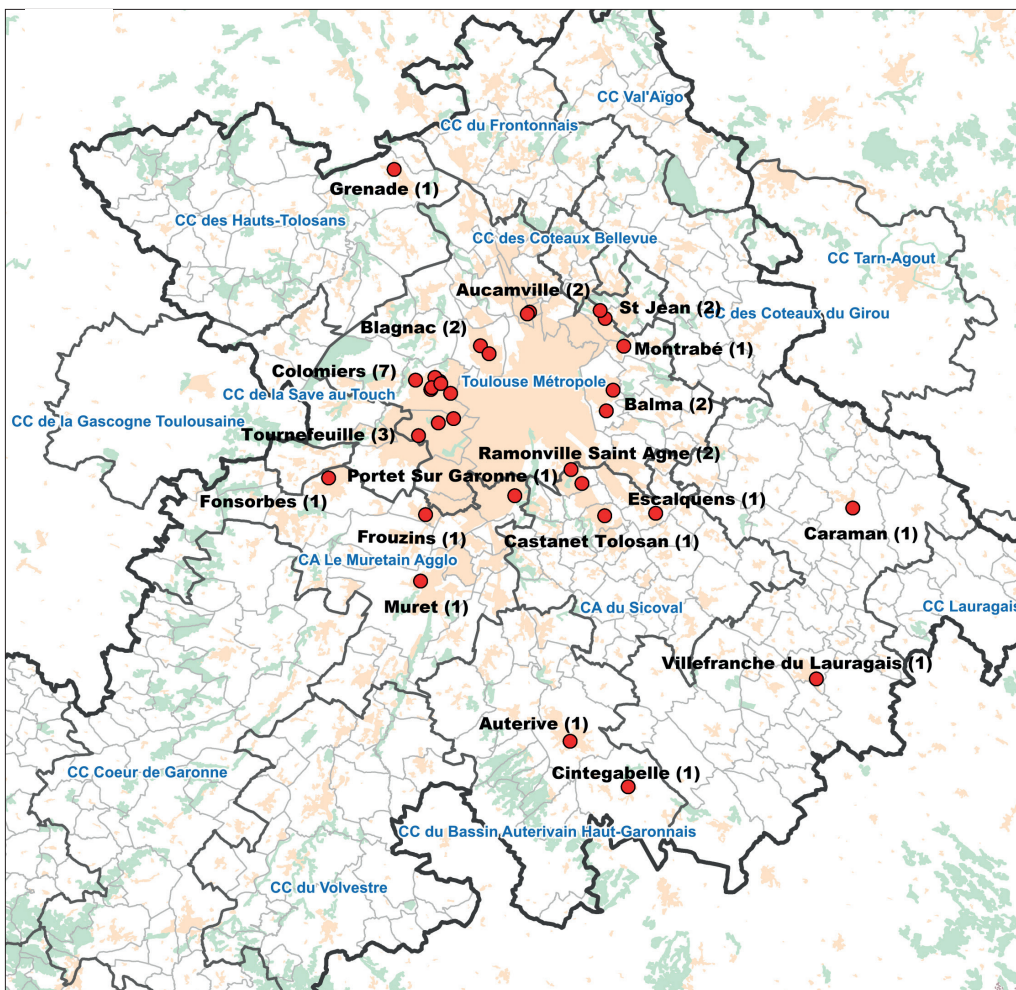 CC Val'Aïgo
CC du Frontonnais
Grenade (1)
CC des Hauts-Tolosans
CC des Coteaux Bellevue
CC Tarn-Agout
Aucamville (2)
St Jean (2)
CC des Coteaux du Girou
Blagnac (2)
Montrabé (1)
Colomiers (7)
Toulouse Métropole
CC de la Save au Touch
Balma (2)
CC de la Gascogne Toulousaine
Tournefeuille (3)
Ramonville Saint Agne (2)
Portet Sur Garonne (1)
Fonsorbes (1)
Escalquens (1)
Caraman (1)
Frouzins (1)
Castanet Tolosan (1)
CA Le Muretain Agglo
Muret (1)
CA du Sicoval
CC Lauragais
Villefranche du Lauragais (1)
Auterive (1)
CC Coeur de Garonne
Cintegabelle (1)
CC du Bassin Auterivain Haut-Garonnais
CC du Volvestre